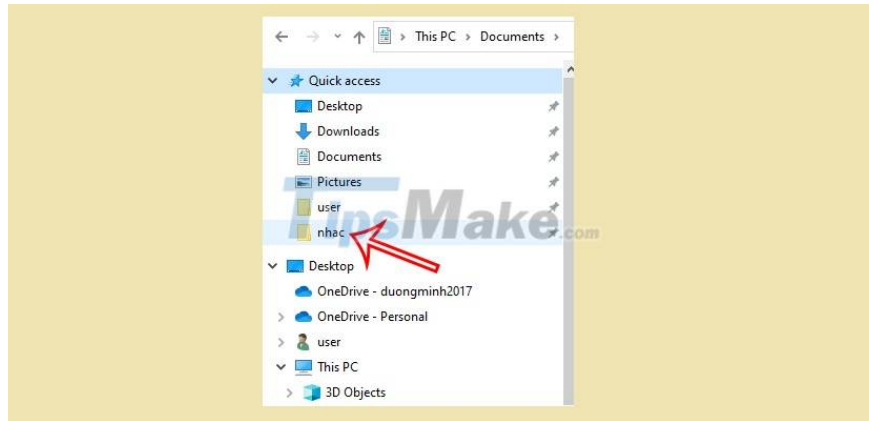 This PC > Documents >
Quick access
Desktop
Downloads
Documents
Pictures
user
TipsMake.com
nhac
Desktop
OneDrive - duongminh2017
OneDrive - Personal
user
This PC
3D Objects